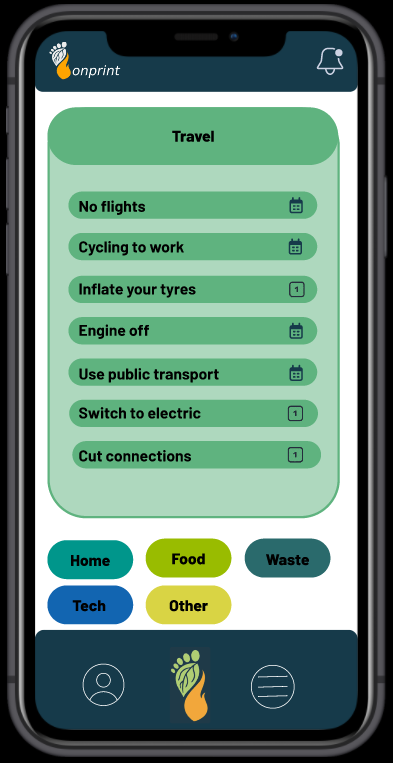 onprint
Travel
No flights
Cycling to work
Inflate your tyres
1
Engine off
Use public transport
Switch to electric
1
Cut connections
1
Home
Food
Waste
Tech
Other